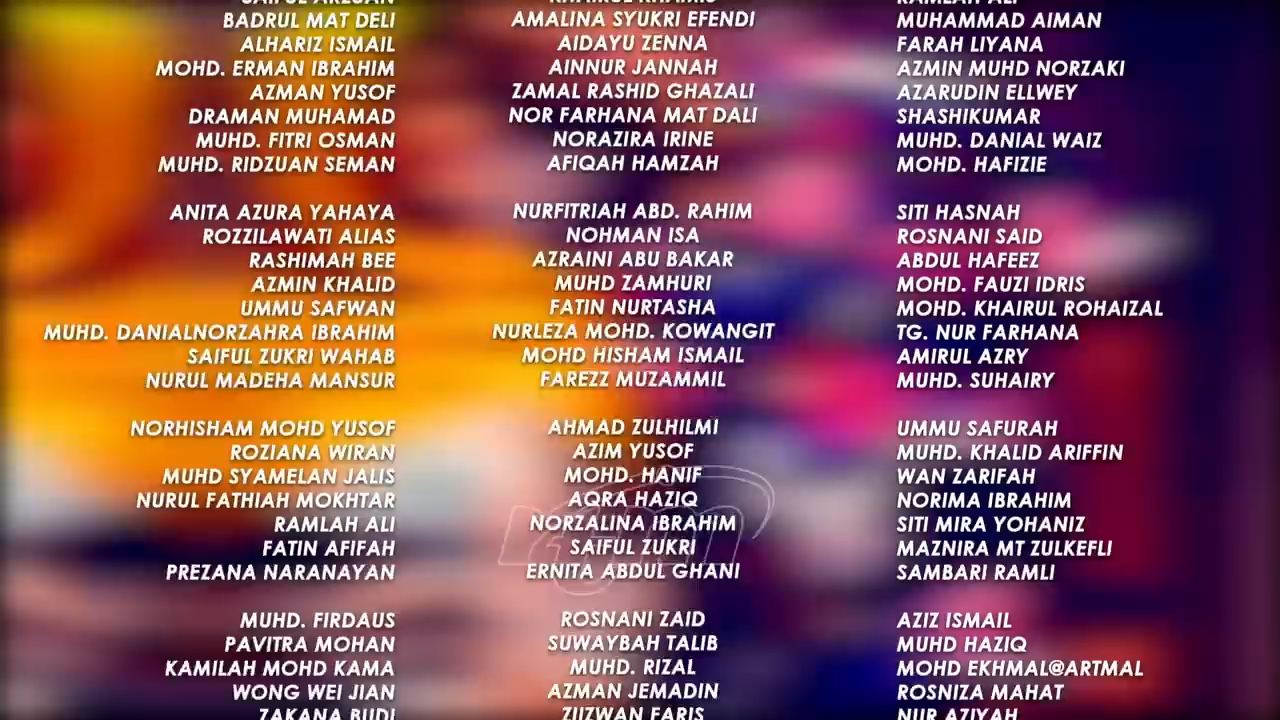 BADRUL MAT DELI
ALHARIZ ISMAIL
MOHD. ERMAN IBRAHIM
AZMAN YUSOF
DRAMAN MUHAMAD
MUHD. FITRI OSMAN
MUHD. RIDZUAN SEMAN
ANITA AZURA YAHAYA
ROZZILAWATI ALIAS
RASHIMAH BEE
AZMIN KHALID
UMMU SAFWAN
MUHD. DANIALNORZAHRA IBRAHIM
SAIFUL ZUKRI WAHAB
NURUL MADEHA MANSUR
NORHISHAM MOHD YUSOF
ROZIANA WIRAN
MUHD SYAMELAN JALIS
NURUL FATHIAH MOKHTAR
RAMLAH ALI
FATIN AFIFAH
PREZANA NARANAYAN
MUHD. FIRDAUS
PAVITRA MOHAN
KAMILAH MOHD KAMA
WONG WEI JIAN
ZAKANA BUDI
AMALINA SYUKRI EFENDI
AIDAYU ZENNA
AINNUR JANNAH
ZAMAL RASHID GHAZALI
NOR FARHANA MAT DALI
NORAZIRA IRINE
AFIQAH HAMZAH
NURFITRIAH ABD. RAHIM
NOHMAN ISA
AZRAINI ABU BAKAR
MUHD ZAMHURI
FATIN NURTASHA
NURLEZA MOHD. KOWANGIT
MOHD HISHAM ISMAIL
FAREZZ MUZAMMIL
AHMAD ZULHILMI
AZIM YUSOF
MOHD. HANIF
AQRA HAZIQ
NORZALINA IBRAHIM
SAIFUL ZUKRI
ERNITA ABDUL GHANI
ROSNANI ZAID
SUWAYBAH TALIB
MUHD. RIZAL
AZMAN JEMADIN
ZIIZWAN FARIS
MUHAMMAD AIMAN
FARAH LIYANA
AZMIN MUHD NORZAKI
AZARUDIN ELLWEY
SHASHIKUMAR
MUHD. DANIAL WAIZ
MOHD. HAFIZIE
SITI HASNAH
ROSNANI SAID
ABDUL HAFEEZ
MOHD. FAUZI IDRIS
MOHD. KHAIRUL ROHAIZAL
TG. NUR FARHANA
AMIRUL AZRY
MUHD. SUHAIRY
UMMU SAFURAH
MUHD. KHALID ARIFFIN
WAN ZARIFAH
NORIMA IBRAHIM
SITI MIRA YOHANIZ
MAZNIRA MT ZULKEFLI
SAMBARI RAMLI
AZIZ ISMAIL
MUHD HAZIQ
MOHD EKHMAL@ARTMAL
ROSNIZA MAHAT
NUR AZIYAH